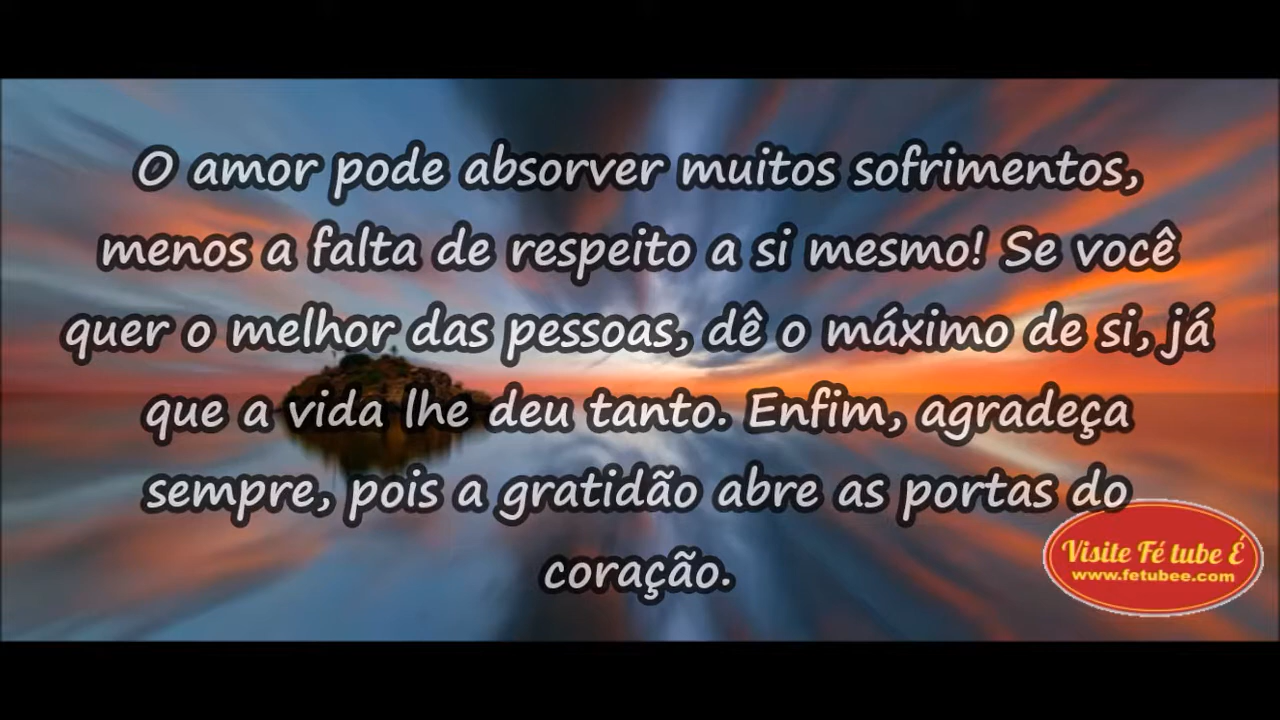 O amor pode absorver muitos sofrimentos,
menos a falta de respeito a si mesmo! Se você
quer o melhor das pessoas, dê o máximo de si, já
que a vida lhe deu tanto. Enfim, agradeça
sempre, pois a gratidão abre as portas do
coração.
Visite Fé tube É
www.fetubee.com